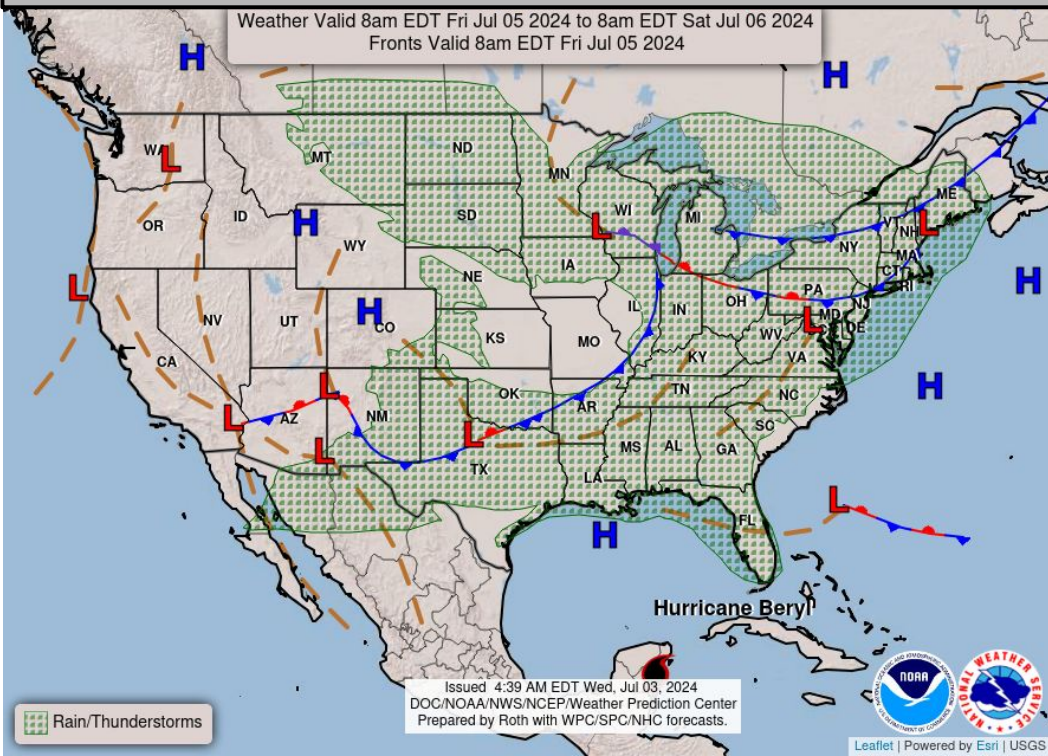 Weather Valid 8am EDT Fri Jul 05 2024 to 8am EDT Sat Jul 06 2024
Fronts Valid 8am EDT Fri Jul 05 2024
H
H
WA
L
MT
ND
MN
OR
ID
H
WY
SD
WI
L
MI
ME
VT
NH
L
NY
MA
CT
RI
L
NV
UT
H
CO
NE
IA
IL
IN
OH
PA
NJ
H
CA
KS
MO
WV
L
MD
DE
VA
KY
L
L
AZ
NM
OK
AR
TN
NC
H
L
L
TX
MS
AL
GA
SC
LA
L
H
FL
Hurricane Beryl
Issued 4:39 AM EDT Wed, Jul 03, 2024
DOC/NOAA/NWS/NCEP/Weather Prediction Center
Prepared by Roth with WPC/SPC/NHC forecasts.
Rain/Thunderstorms
NOAA
NATIONAL WEATHER SERVICE
Leaflet | Powered by Esri | USGS